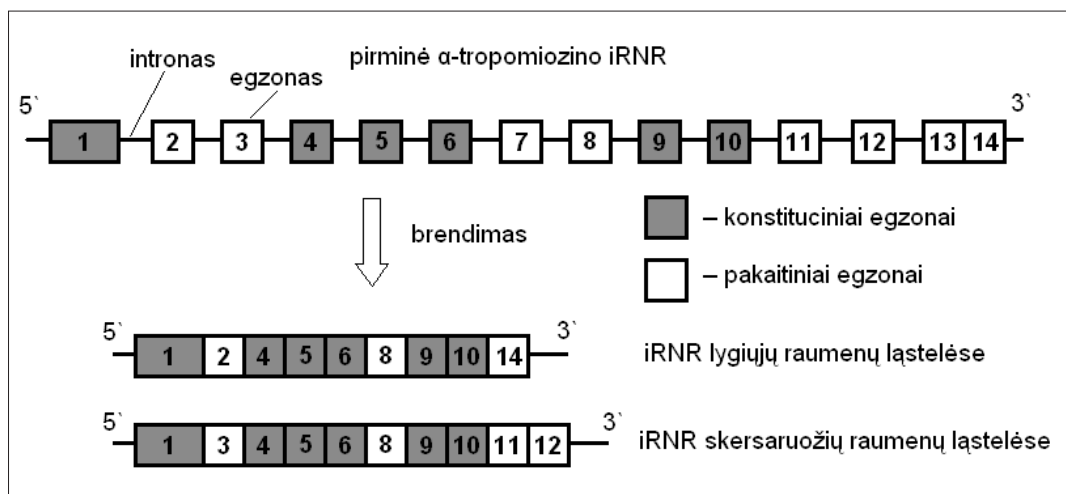 pirminė α-tropomiozino iRNR
intronas
egzonas
5` 3`
1 2 3 4 5 6 7 8 9 10 11 12 13 14
– konstituciniai egzonai
brendimas
– pakaitiniai egzonai
5` 3`
1 2 4 5 6 8 9 10 14
iRNR lygiųjų raumenų ląstelėse
5` 3`
1 3 4 5 6 8 9 10 11 12
iRNR skersaruožių raumenų ląstelėse